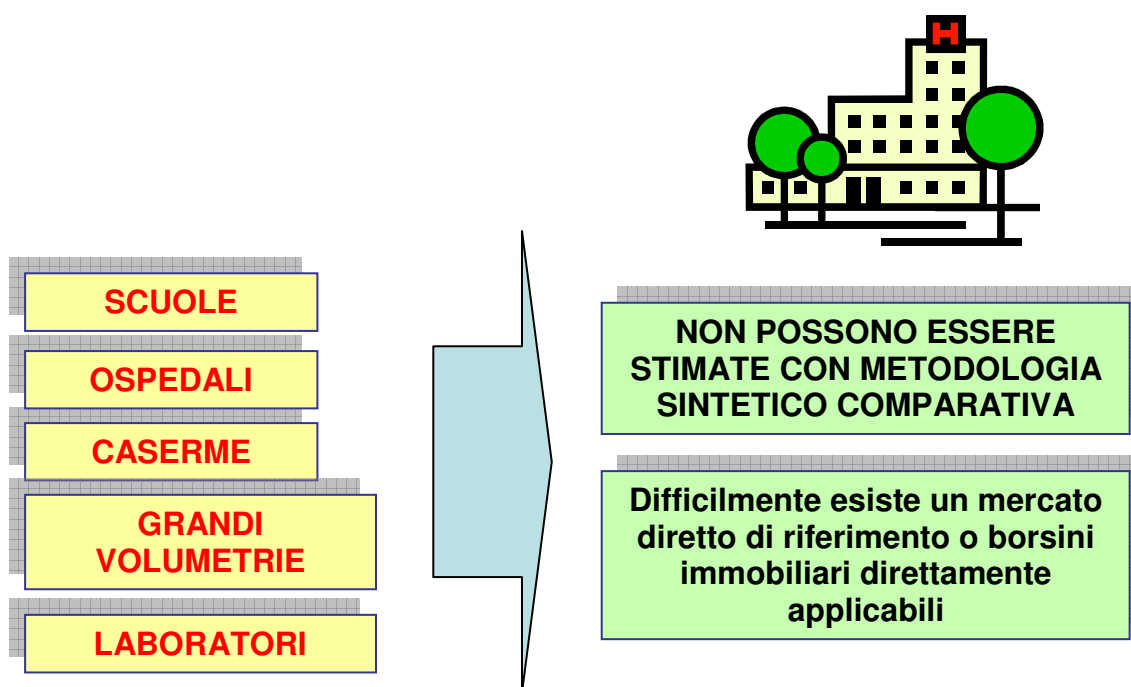 H
SCUOLE
OSPEDALI
CASERME
GRANDI
VOLUMETRIE
LABORATORI
NON POSSONO ESSERE
STIMATE CON METODOLOGIA
SINTETICO COMPARATIVA
Difficilmente esiste un mercato
diretto di riferimento o borsini
immobiliari direttamente
applicabili